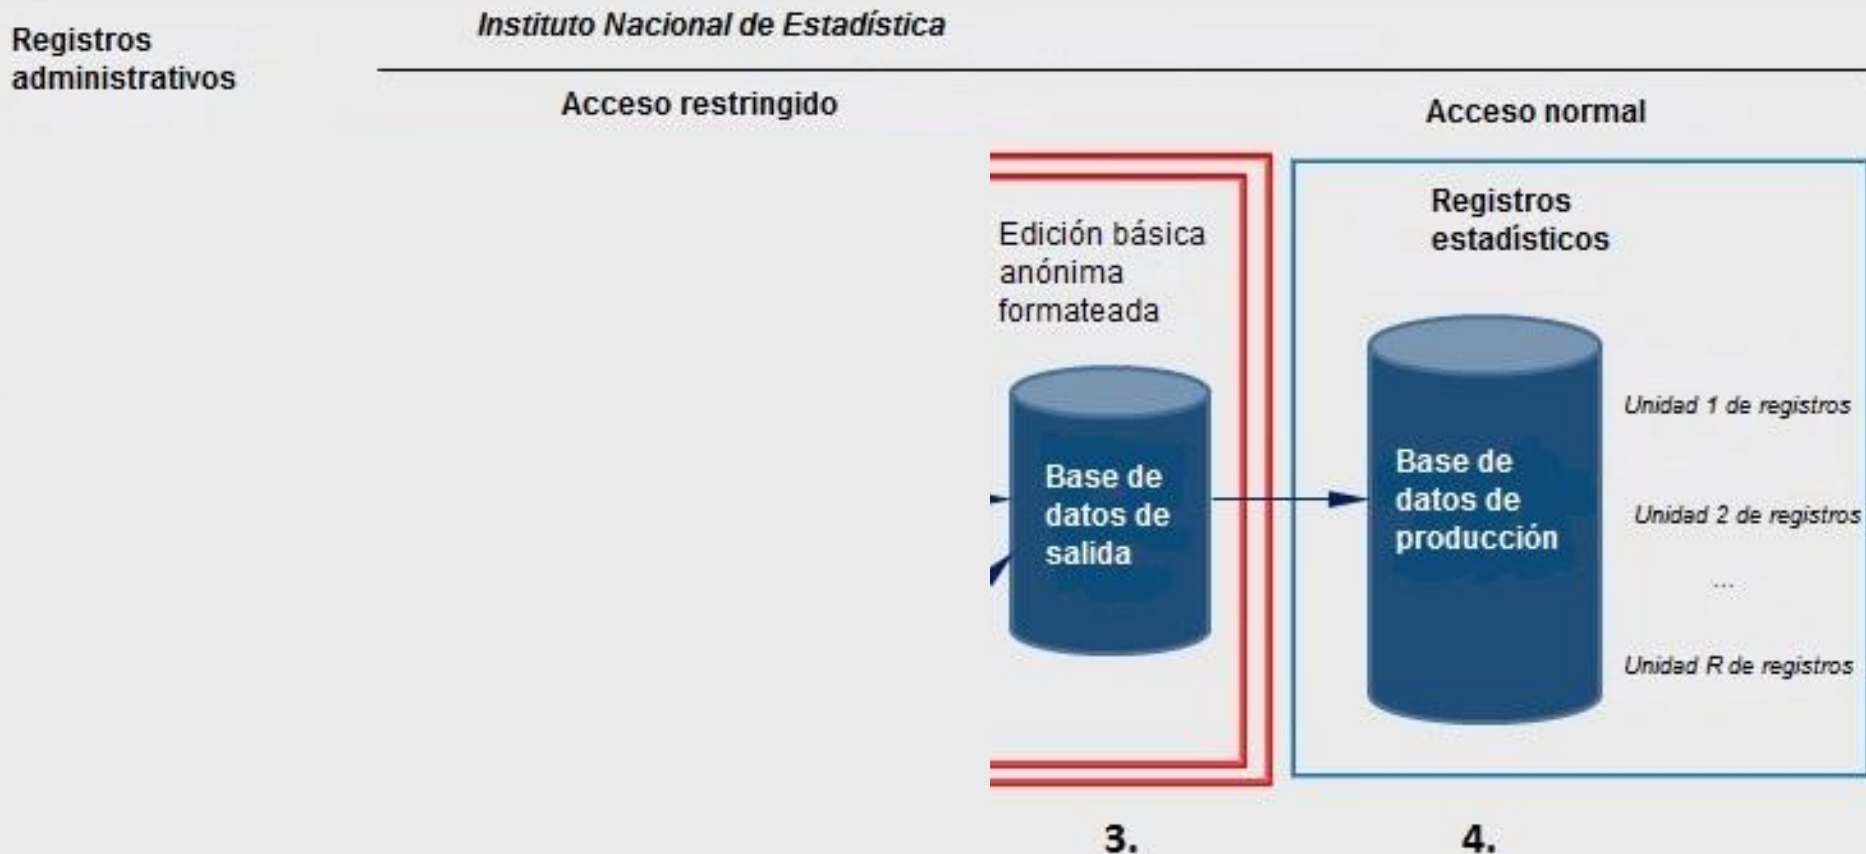 Registros
administrativos
Instituto Nacional de Estadística
Acceso restringido
Acceso normal
Edición básica
anónima
formateada
Registros
estadísticos
Base de
datos de
salida
Base de
datos de
producción
Unidad 1 de registros
Unidad 2 de registros
...
Unidad R de registros
3.
4.